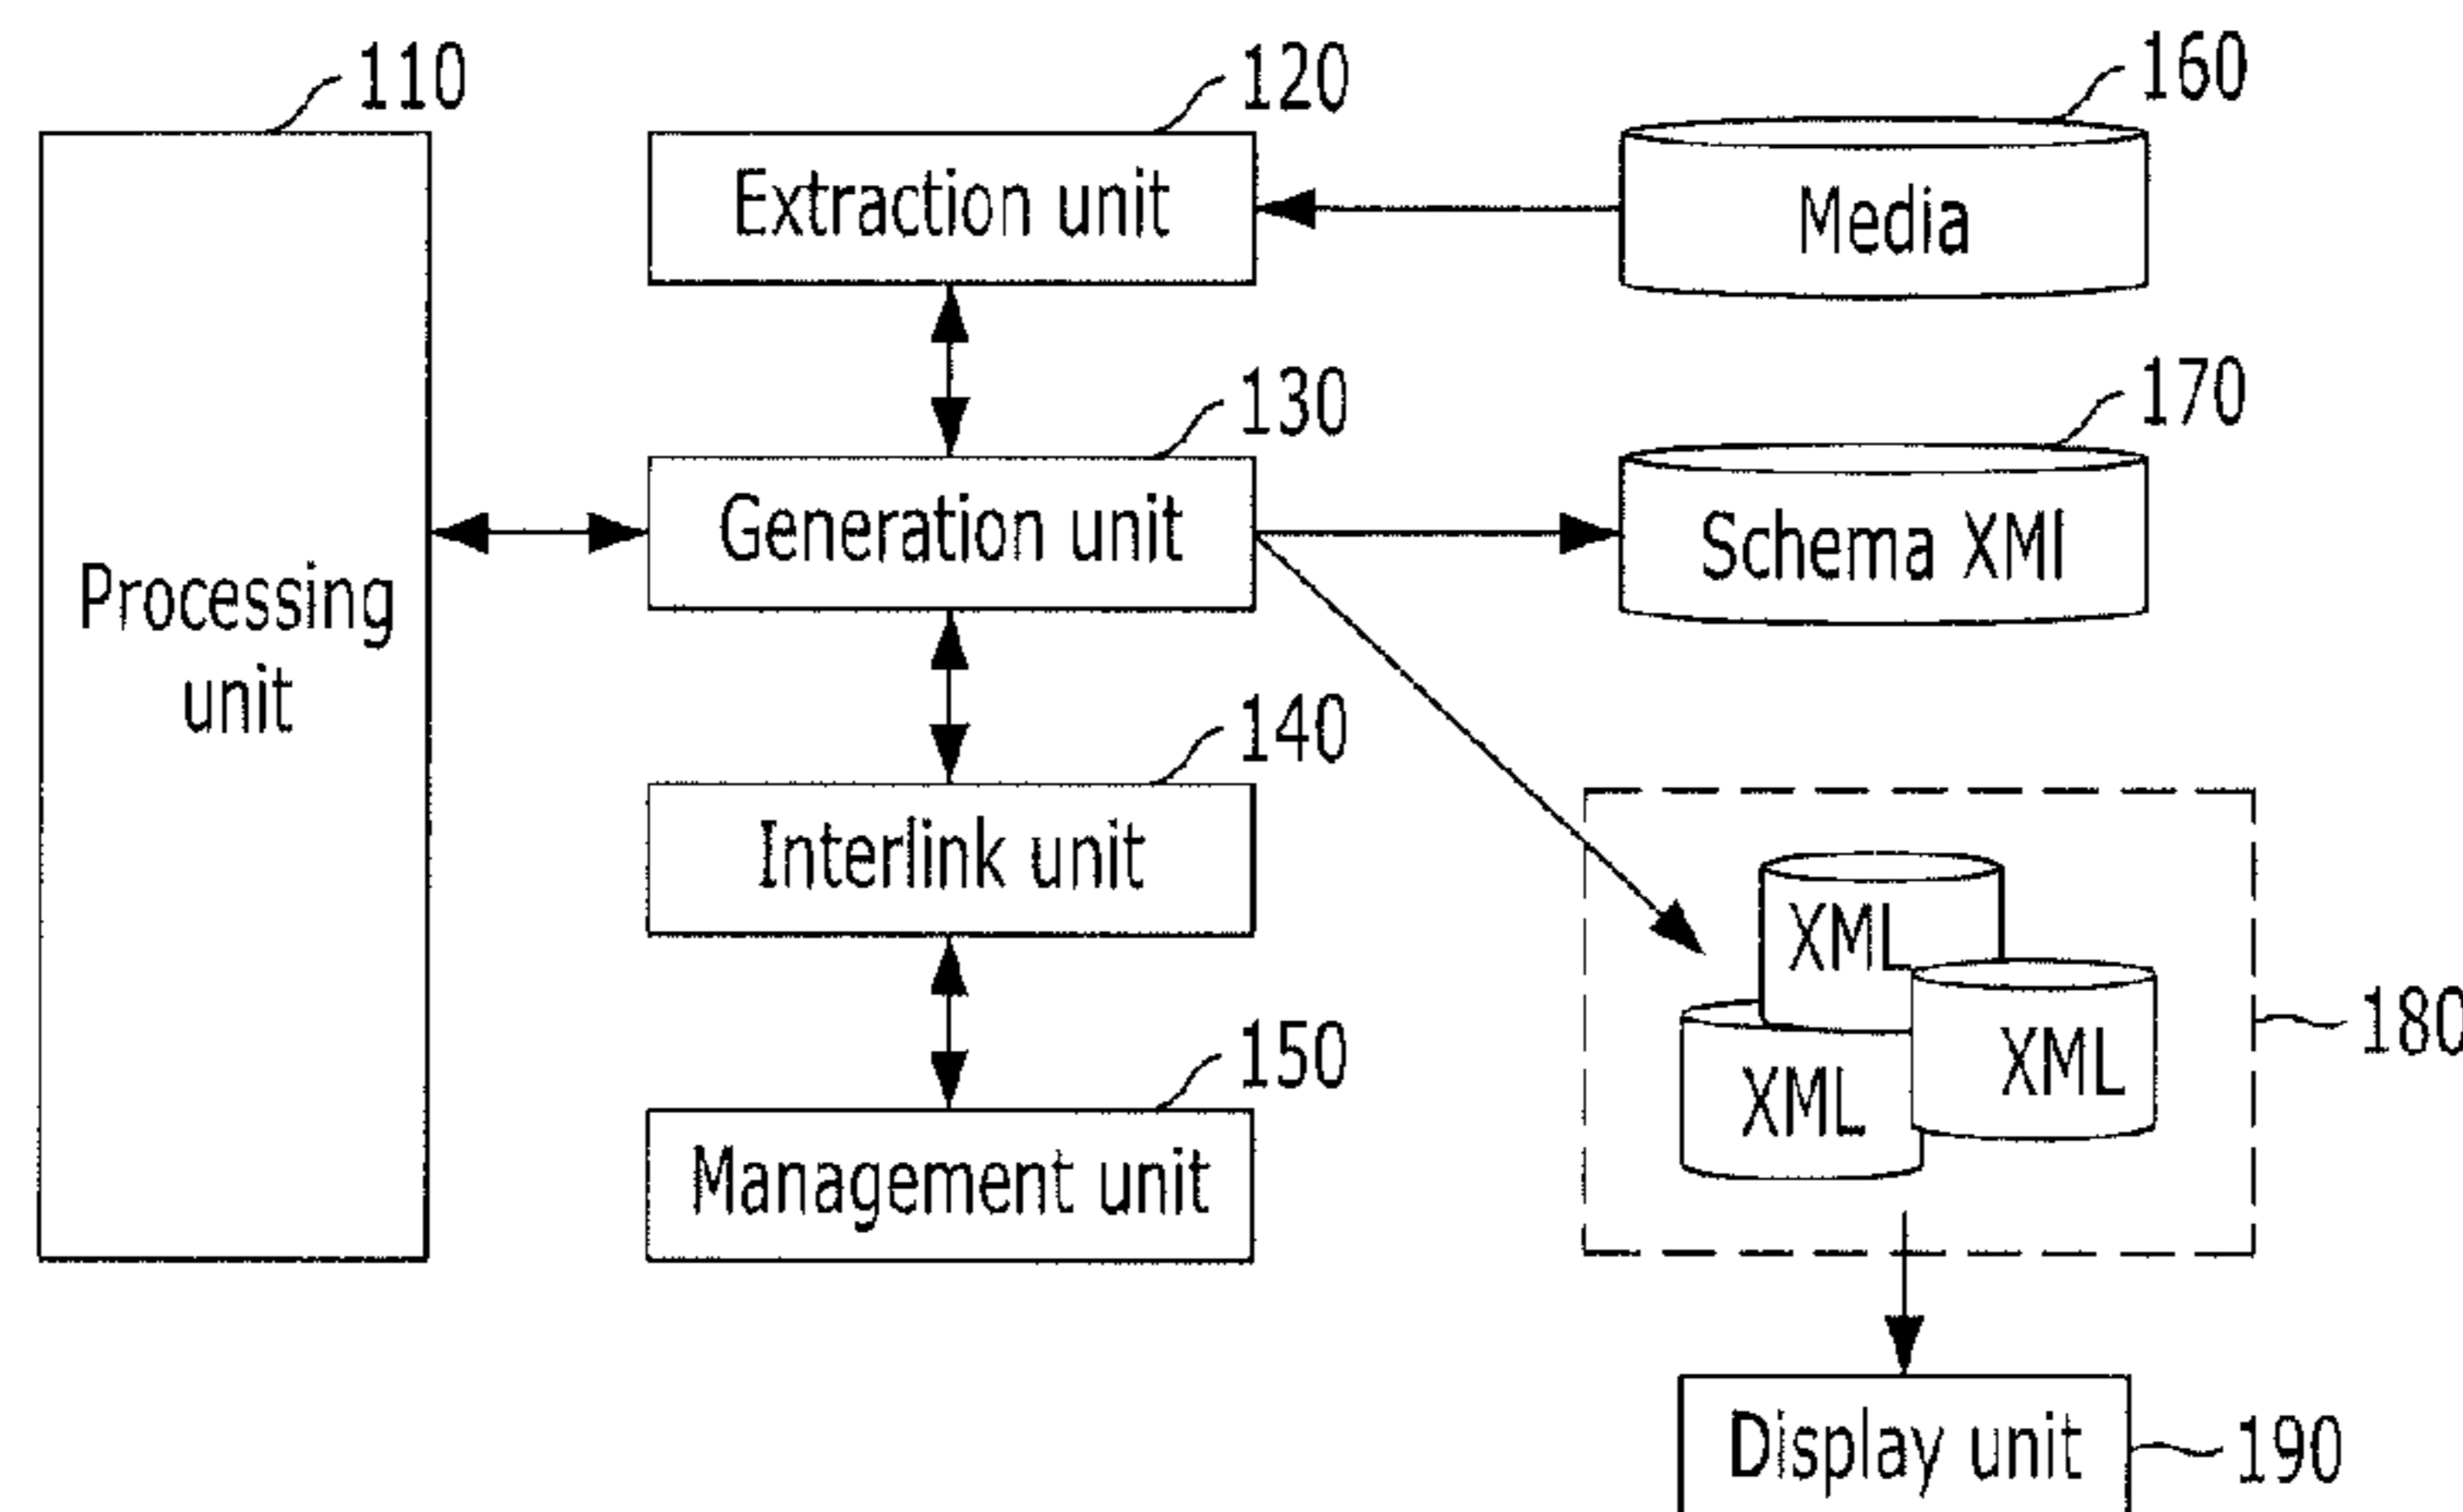 110
120
160
Extraction unit
Media
130
170
Generation unit
Schema XMI
Processing
unit
140
Interlink unit
XML
XML
XML
180
150
Management unit
Display unit
190